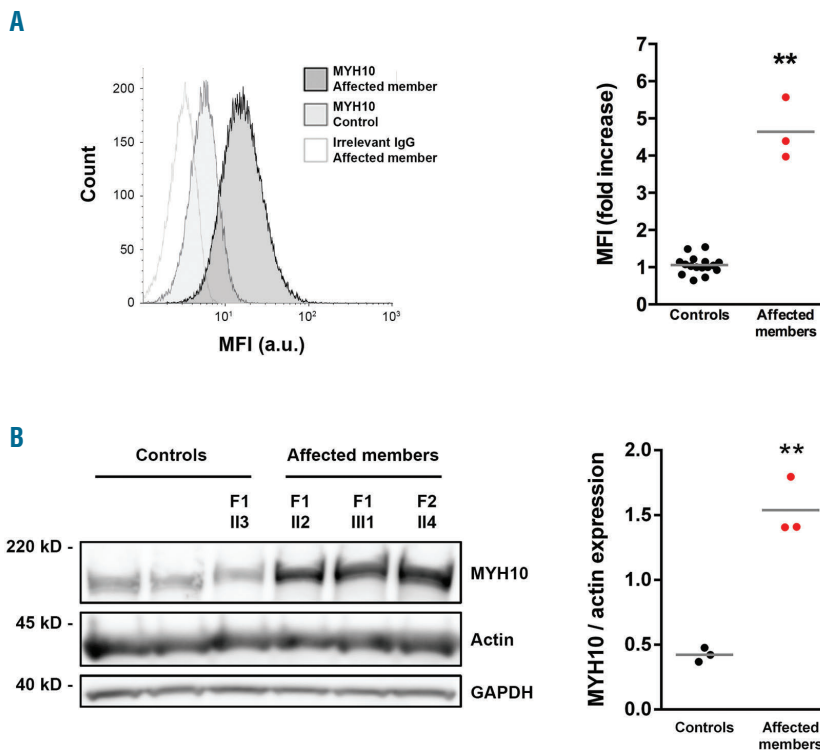 A
200
150
100
50
0
Count
10¹
10²
10³
MFI (a.u.)
MYH10
Affected member
MYH10
Control
Irrelevant IgG
Affected member
7
6
5
4
3
2
1
0
MFI (fold increase)
**
Controls
Affected
members
B
Controls
Affected members
F1
II3
F1
II2
F1
III1
F2
II4
220 kD -
MYH10
45 kD -
Actin
40 kD -
GAPDH
2.0
1.5
1.0
0.5
0.0
MYH10 / actin expression
**
Controls
Affected
members